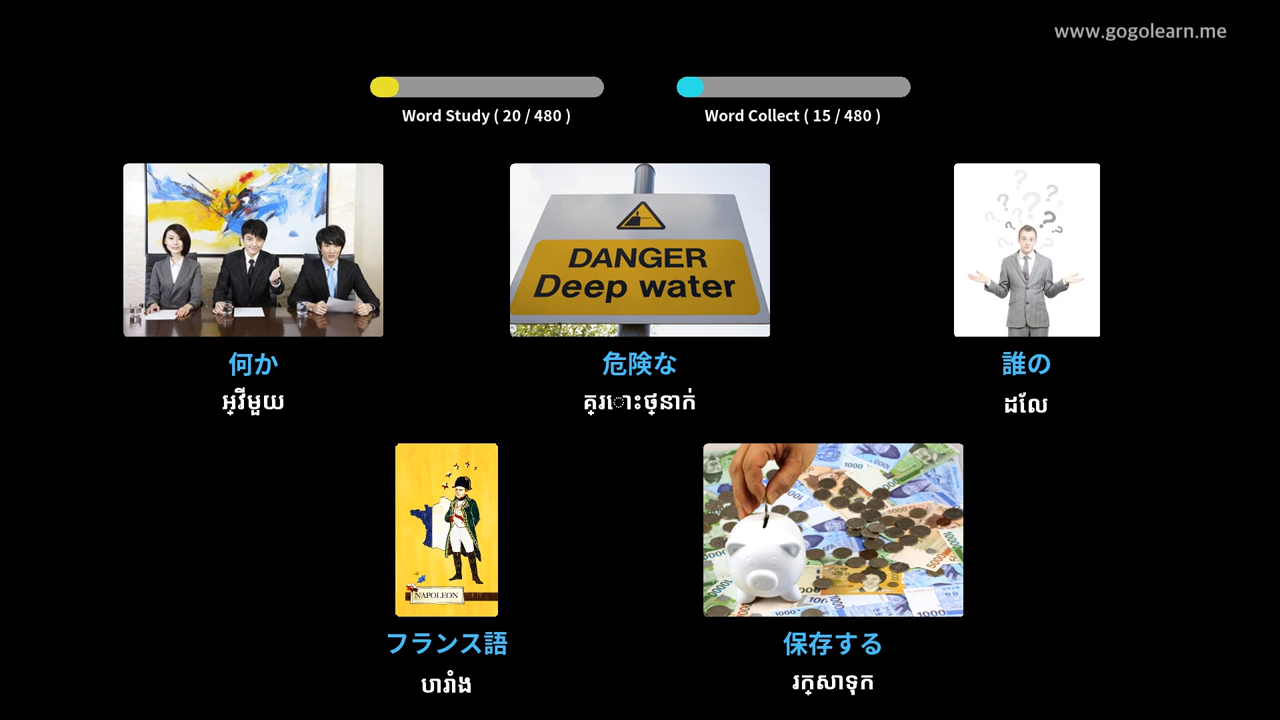 www.gogolearn.me
Word Study ( 20 / 480 )
Word Collect ( 15 / 480 )
DANGER
Deep water
何か
អ្វីមួយ
危険な
គ្រោះថ្នាក់
誰の
ដែល
NAPOLEON
フランス語
បារាំង
保存する
រក្សាទុក